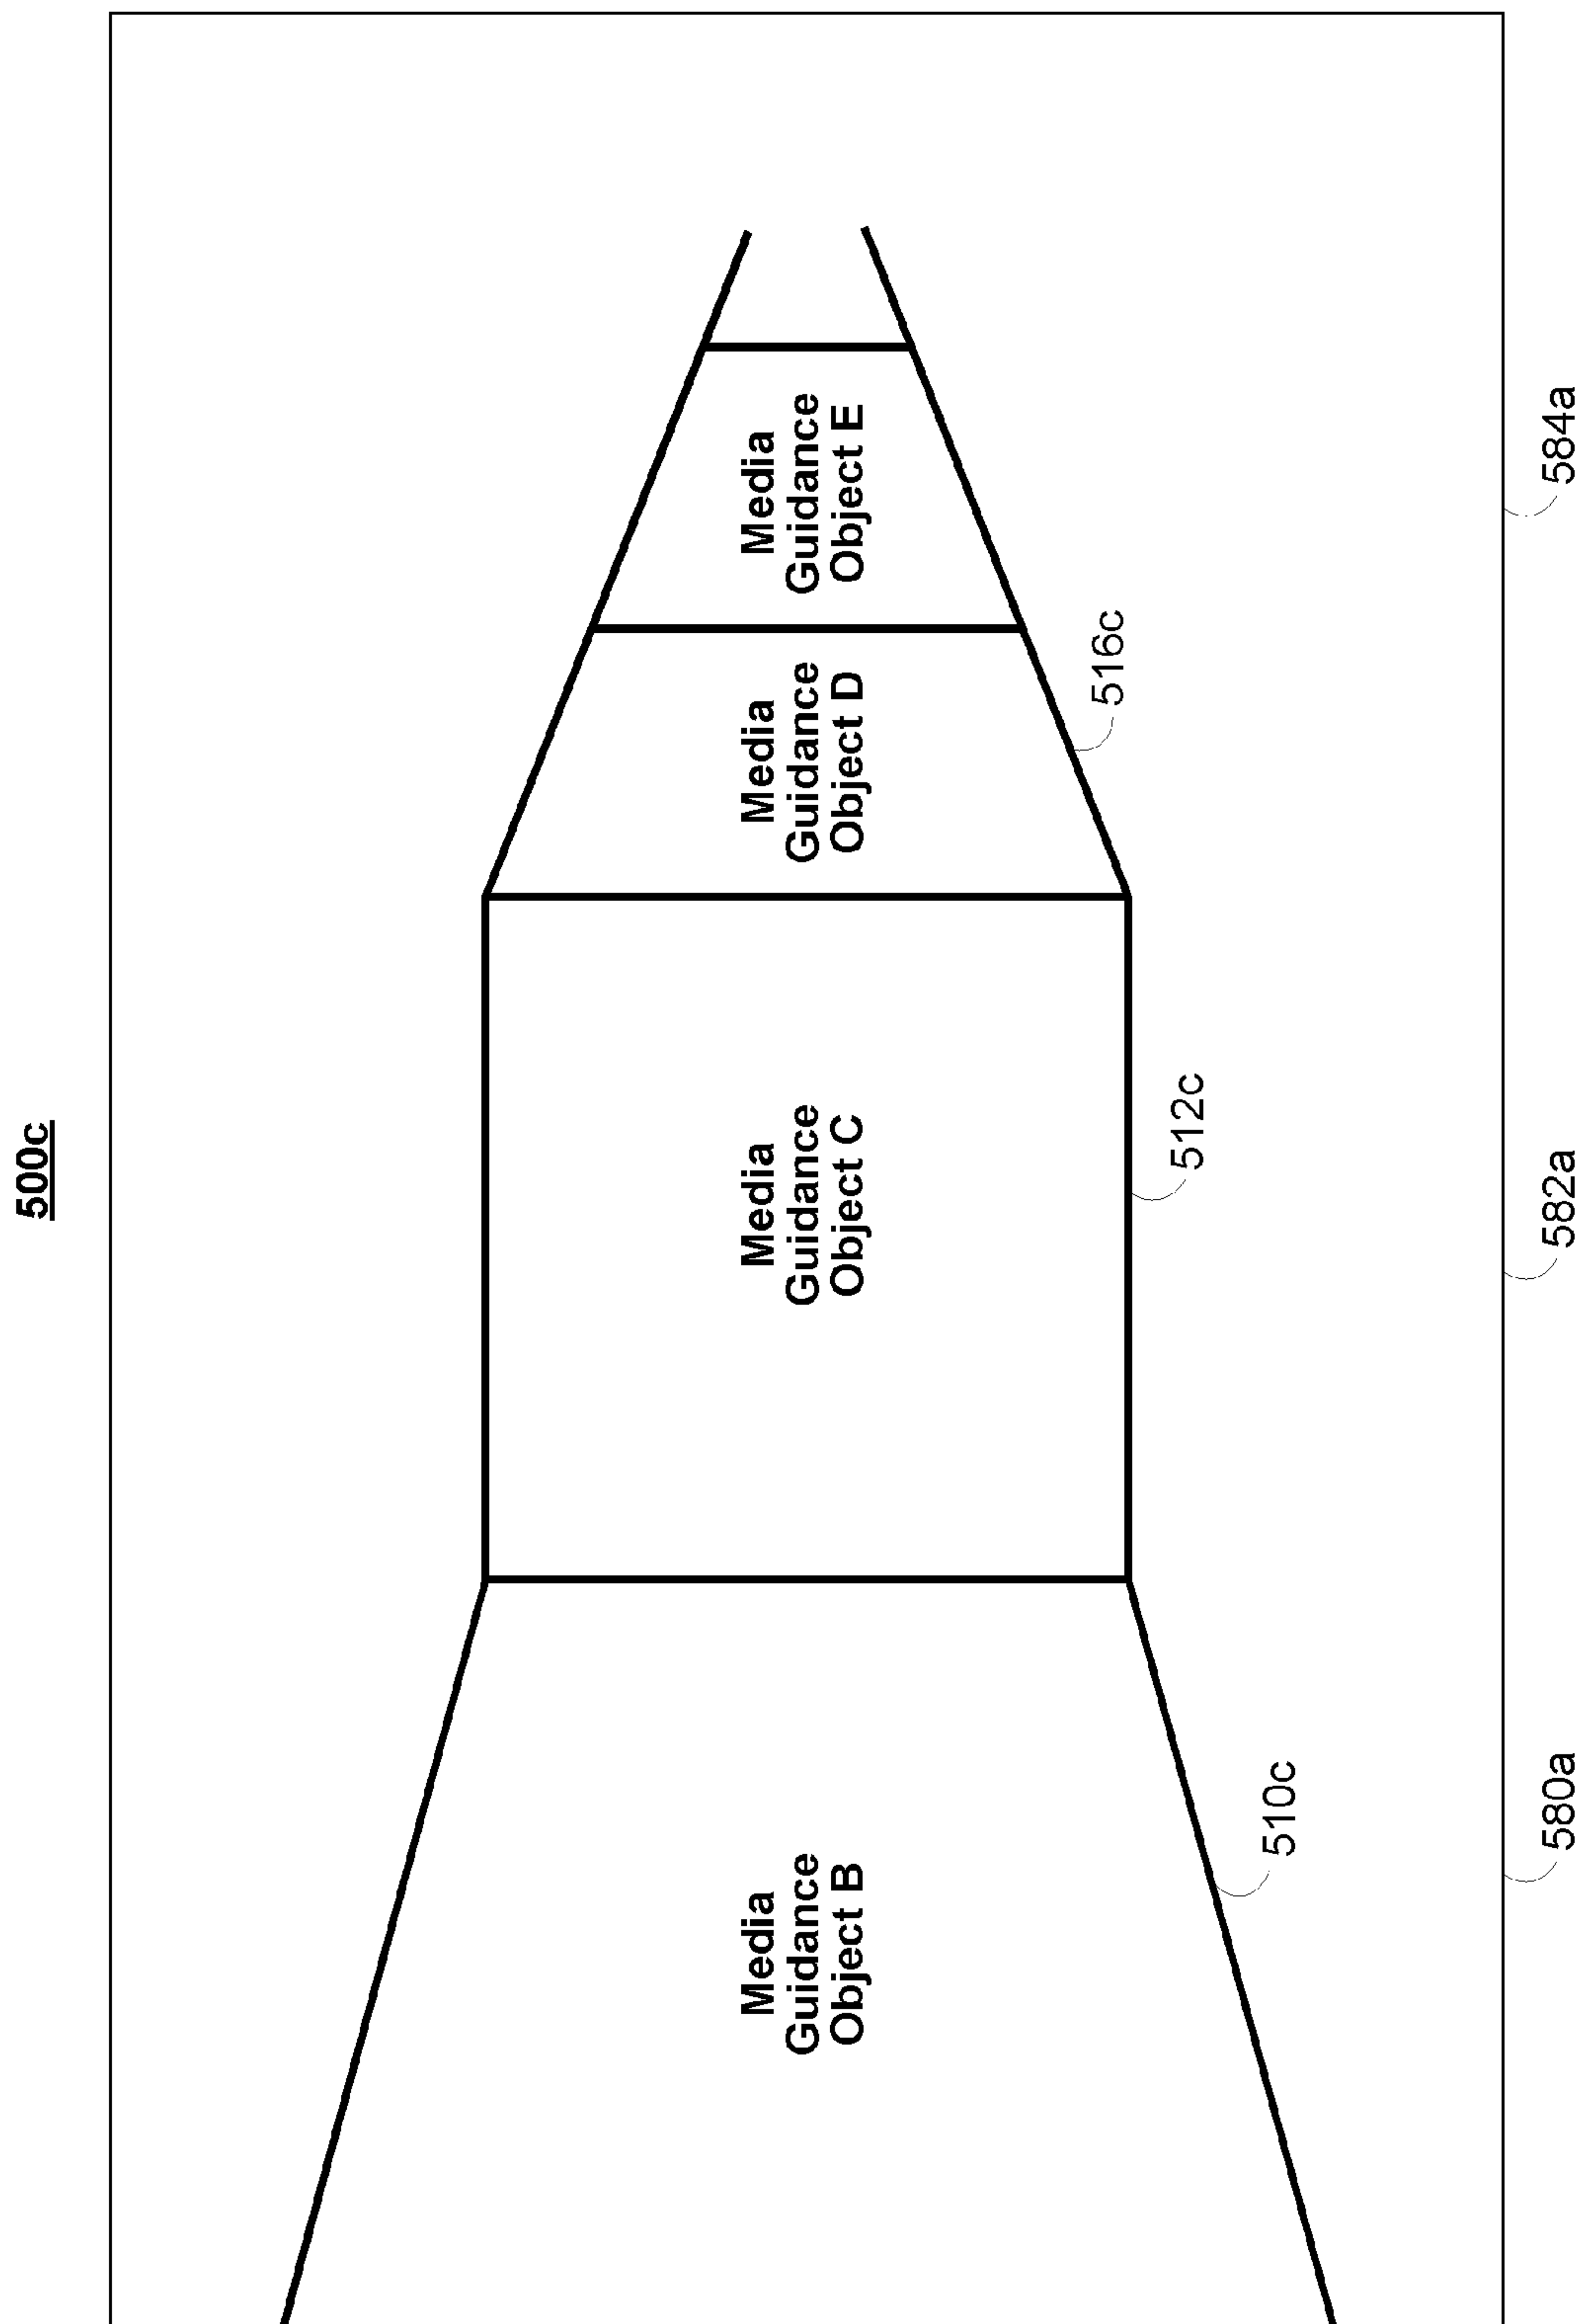 500c
Media
Guidance
Object B
Media
Guidance
Object C
Media
Guidance
Object D
Media
Guidance
Object E
510c
512c
516c
580a
582a
584a